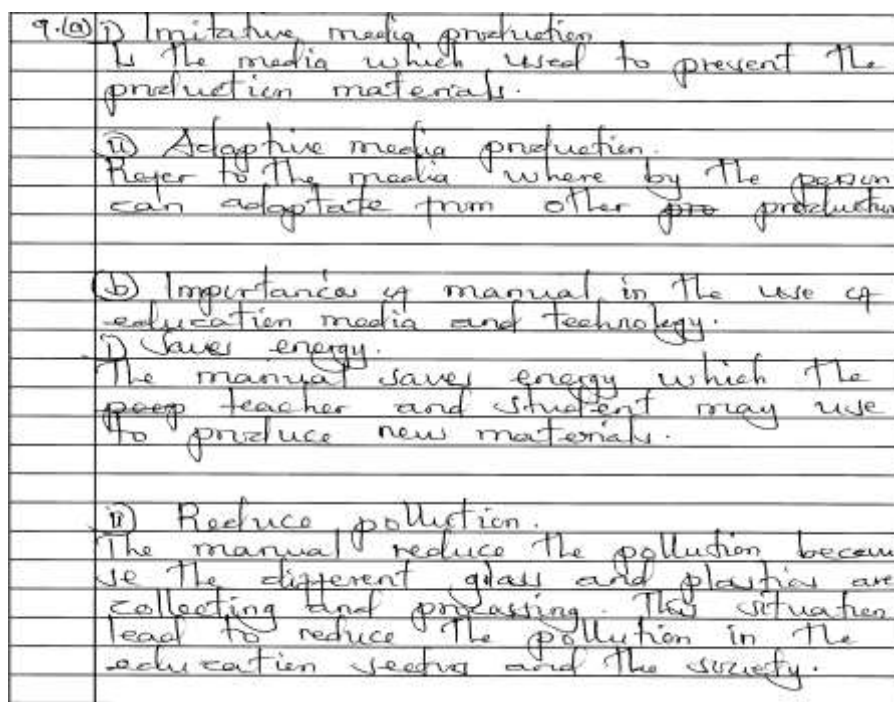 9.(a) i) Imitative media production
Is the media which used to present the
production materials.
ii) Adaptive media production.
Refer to the media where by the person
can adaptate from other pro production
(b) Importances of manual in the use of
education media and technology.
i) Saves energy.
The manual saves energy which the
peop teacher and student may use
to produce new materials.
ii) Reduce pollution.
The manual reduce the pollution becau
se the different glass and plastics are
collecting and processing. This situation
lead to reduce the pollution in the
education sector and the society.